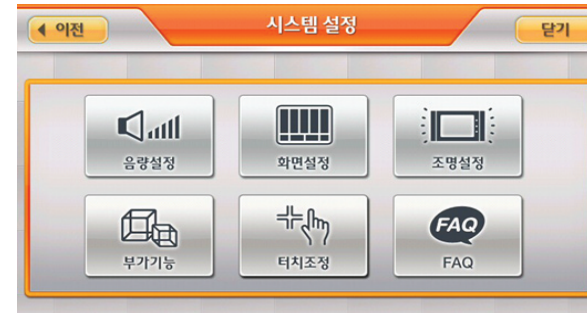 이전
시스템 설정
닫기
음량설정
화면설정
조명설정
부가기능
터치조정
FAQ
FAQ